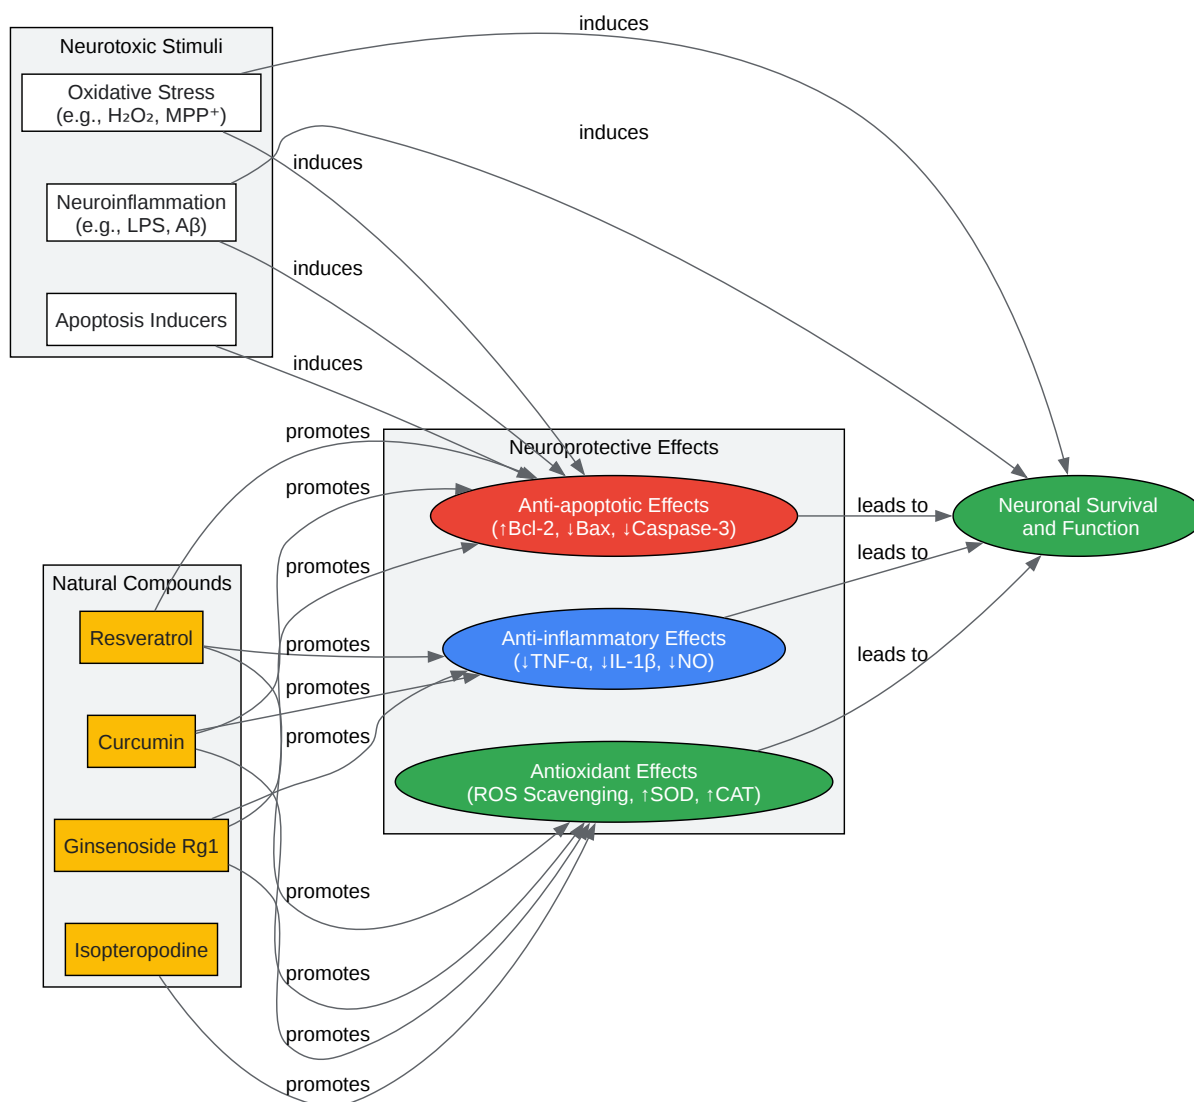 induces
Neurotoxic Stimuli
Oxidative Stress
(e.g., H₂O₂, MPP⁺)
induces
induces
Neuroinflammation
(e.g., LPS, Aβ)
induces
Apoptosis Inducers
induces
promotes
Neuroprotective Effects
promotes
Anti-apoptotic Effects
(↑Bcl-2, ↓Bax, ↓Caspase-3)
leads to
Neuronal Survival
and Function
leads to
promotes
Natural Compounds
Resveratrol
promotes
Anti-inflammatory Effects
(↓TNF-α, ↓IL-1β, ↓NO)
leads to
promotes
Curcumin
promotes
Antioxidant Effects
(ROS Scavenging, ↑SOD, ↑CAT)
Ginsenoside Rg1
promotes
Isopteropodine
promotes
promotes
promotes